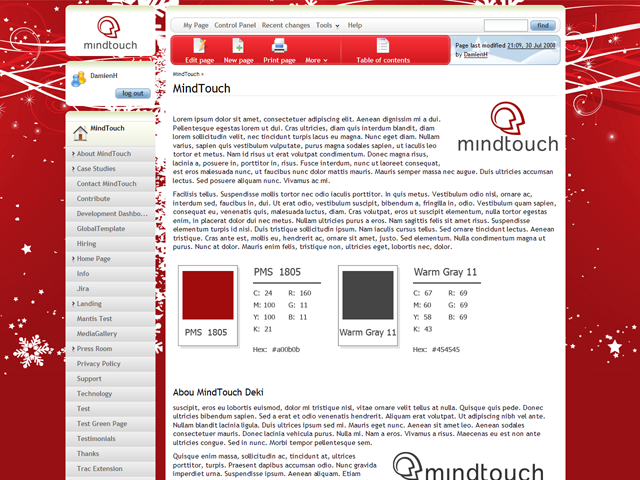 mindtouch
My Page Control Panel Recent changes Tools Help find
Edit page New page Print page More Table of contents
Page last modified 21:09, 30 Jul 2008
by DamienH
DamienH
log out
MindTouch »
MindTouch
MindTouch
About MindTouch
Case Studies
Contact MindTouch
Contribute
Development Dashbo...
GlobalTemplate
Hiring
Home Page
Info
Jira
Landing
Mantis Test
MediaGallery
Press Room
Privacy Policy
Support
Technology
Test
Test Green Page
Testimonials
Thanks
Trac Extension
mindtouch
Lorem ipsum dolor sit amet, consectetuer adipiscing elit. Aenean dignissim mi a dui.
Pellentesque egestas lorem ut dui. Cras ultricies, diam quis interdum blandit, diam
lorem sollicitudin velit, nec tincidunt turpis lacus eu magna. Nunc eget diam. Nullam
varius, sapien quis vestibulum vulputate, purus magna sodales sapien, ut iaculis leo
tortor et metus. Nam id risus ut erat volutpat condimentum. Donec magna risus,
lacinia a, posuere in, porttitor in, risus. Fusce interdum, nunc ut laoreet consequat,
est eros malesuada nunc, ut faucibus nunc dolor mattis mauris. Mauris semper massa nec augue. Duis ultricies accumsan
lectus. Sed posuere aliquam nunc. Vivamus ac mi.
Facilisis tellus. Suspendisse mollis tortor nec odio iaculis porttitor. In quis metus. Vestibulum odio nisl, ornare ac,
interdum sed, faucibus in, dui. Ut erat odio, vestibulum suscipit, bibendum a, fringilla in, odio. Vestibulum quam sapien,
consequat eu, venenatis quis, malesuada luctus, diam. Cras volutpat, eros ut suscipit elementum, nulla tortor egestas
enim, in placerat dolor dui nec metus. Nullam ultricies purus a eros. Nam sagittis felis sit amet risus. Suspendisse
elementum turpis id nisi. Duis tristique sollicitudin ipsum. Nam iaculis cursus tellus. Sed ornare tincidunt lectus. Aenean
tristique. Cras ante est, mollis eu, hendrerit ac, ornare sit amet, justo. Sed elementum. Nulla condimentum magna ut
purus. Nunc at dolor. Mauris enim felis, tristique non, ultricies eget, lobortis nec, dolor.
PMS 1805
PMS 1805
C: 24 R: 160
M: 100 G: 11
Y: 100 B: 11
K: 21
Hex: #a00b0b
Warm Gray 11
Warm Gray 11
C: 67 R: 69
M: 60 G: 69
Y: 58 B: 69
K: 43
Hex: #454545
Abou MindTouch Deki
suscipit, eros eu lobortis euismod, dolor mi tristique nisl, vitae ornare velit tellus at nulla. Quisque quis pede. Donec
ultricies bibendum sapien. Sed a erat et odio venenatis hendrerit. Aliquam erat volutpat. Ut adipiscing nibh vel ante.
Nullam blandit lacinia ligula. Duis ultrices ipsum sed mi. Mauris eget nunc. Aenean sit amet leo. Aenean sodales
consectetuer mauris. Donec lacinia vehicula purus. Nulla mi. Nam a eros. Vivamus a risus. Maecenas eu est non ante
ultricies congue. Sed in nunc. Morbi tempor pellentesque sem.
Quisque enim massa, sollicitudin ac, tincidunt at, ultrices
porttitor, turpis. Praesent dapibus accumsan odio. Nunc gravida
imperdiet urna. Suspendisse ipsum. Aenean aliquam. Etiam
mindtouch